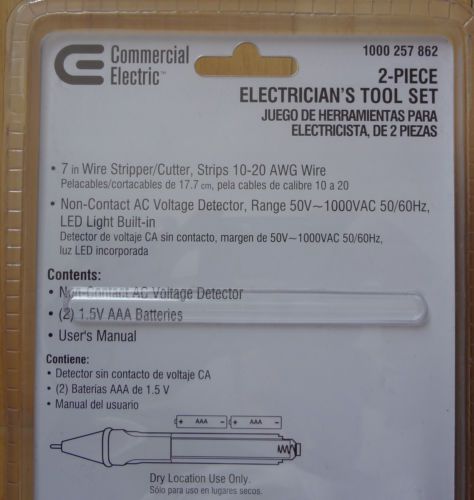 Commercial
Electric™
1000 257 862
2-PIECE
ELECTRICIAN'S TOOL SET
JUEGO DE HERRAMIENTAS PARA
ELECTRICISTA, DE 2 PIEZAS
• 7 in Wire Stripper/Cutter, Strips 10-20 AWG Wire
Pelacables/cortacables de 17.7 cm, pela cables de calibre 10 a 20
• Non-Contact AC Voltage Detector, Range 50V~1000VAC 50/60Hz,
LED Light Built-in
Detector de voltaje CA sin contacto, margen de 50V~1000VAC 50/60Hz,
luz LED incorporada
Contents:
• Non-Contact AC Voltage Detector
• (2) 1.5V AAA Batteries
• User's Manual
Contiene:
• Detector sin contacto de voltaje CA
• (2) Baterias AAA de 1.5 V
• Manual del usuario
+ AAA − + AAA −
Dry Location Use Only.
Sólo para uso en lugares secos.